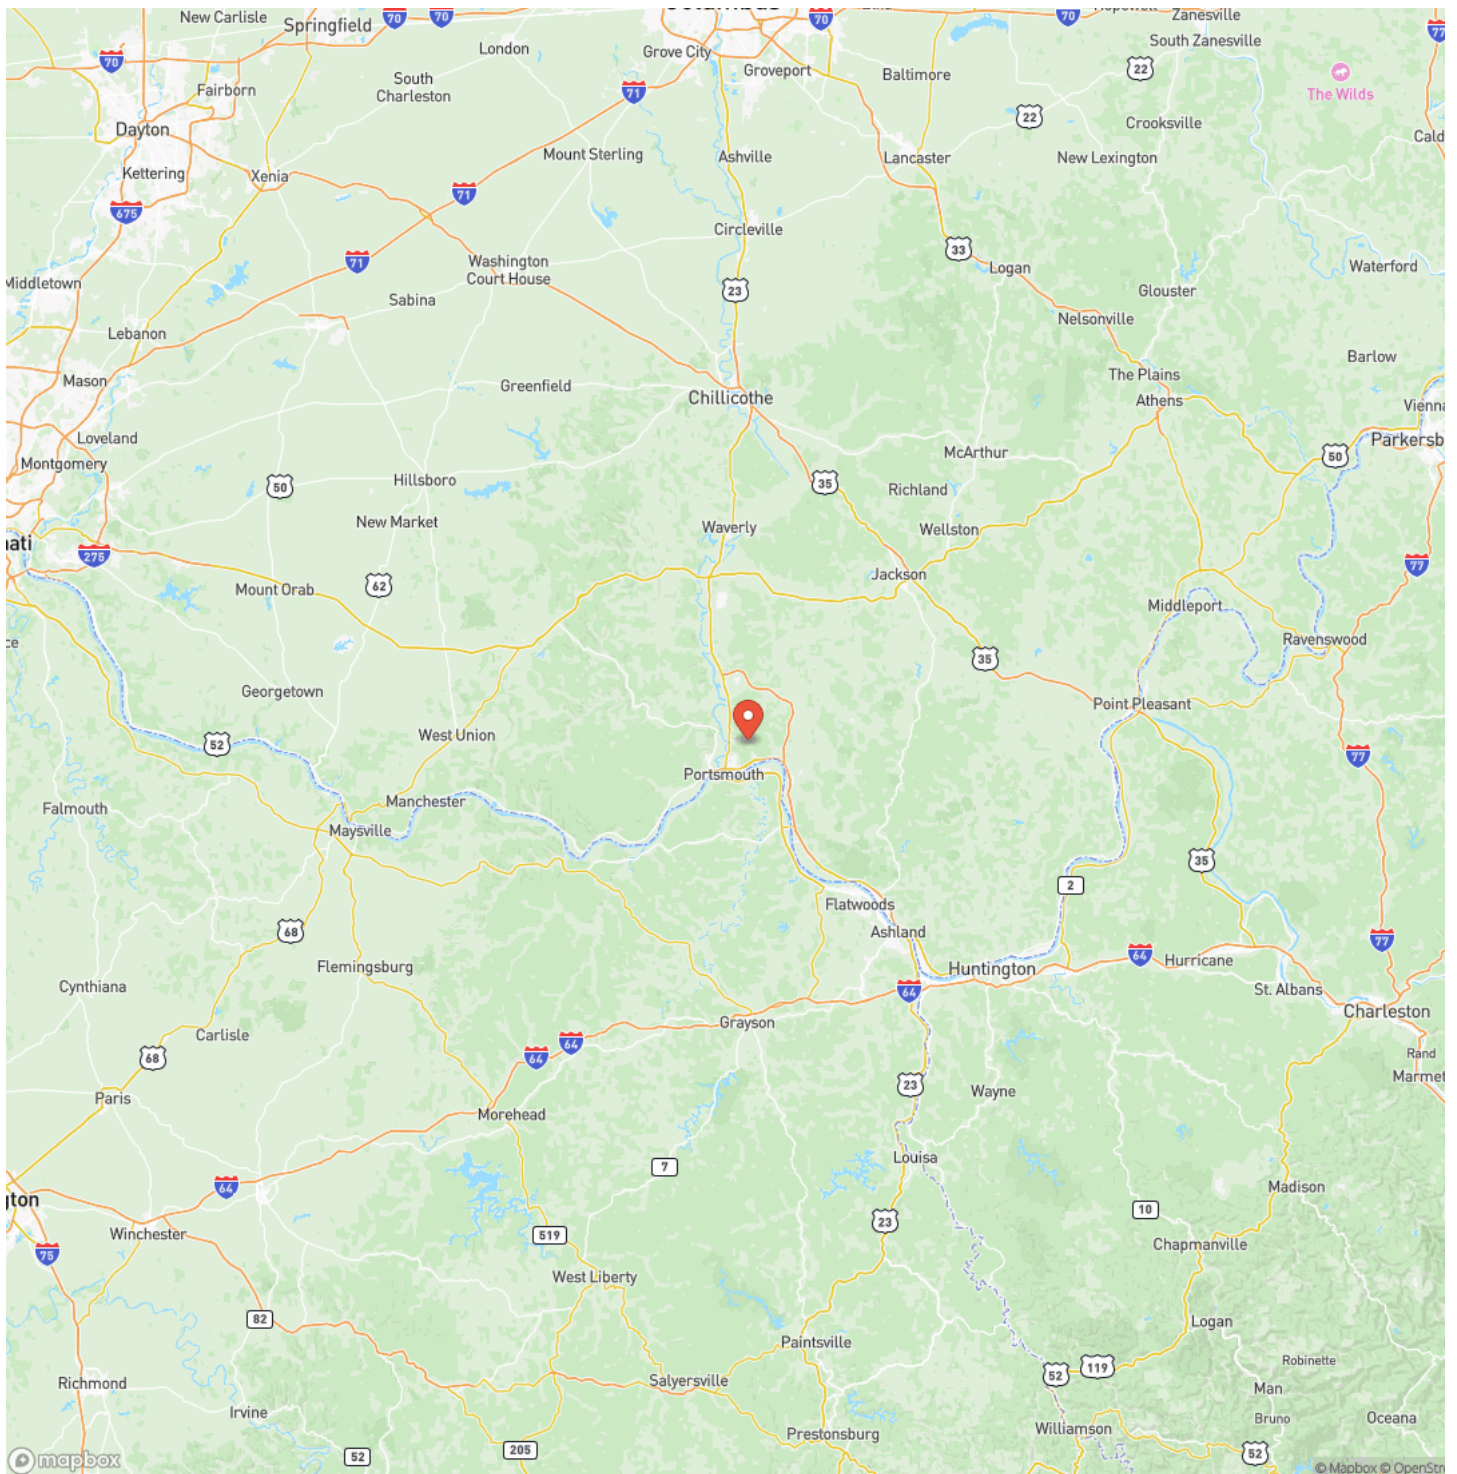 New Carlisle
Springfield
70
70
70
70
Zanesville
77
London
Grove City
South Zanesville
70
South
Charleston
71
Groveport
Baltimore
22
The Wilds
Fairborn
22
Crooksville
Dayton
Cald
Mount Sterling
Ashville
Lancaster
New Lexington
Kettering
Xenia
71
675
Circleville
33
71
Washington
Court House
Logan
Waterford
Middletown
23
Glouster
Sabina
Nelsonville
Lebanon
Barlow
Mason
Greenfield
The Plains
Chillicothe
Athens
Vienna
Loveland
Parkersb
Montgomery
McArthur
50
50
Hillsboro
35
Richland
New Market
Waverly
Wellston
nati
275
77
Jackson
62
Mount Orab
Middleport
ce
Ravenswood
35
Georgetown
Point Pleasant
52
West Union
77
Portsmouth
Manchester
Falmouth
Maysville
35
2
Flatwoods
68
Ashland
77
64
Hurricane
Flemingsburg
Huntington
Cynthiana
64
St. Albans
Charleston
Grayson
Carlisle
64
64
68
Rand
Marmet
23
Wayne
Paris
Morehead
7
Louisa
64
Madison
gton
10
23
Winchester
519
75
Chapmanville
West Liberty
82
Logan
Paintsville
Robinette
119
52
Salyersville
Richmond
Man
Irvine
Bruno
Oceana
Williamson
Prestonsburg
205
52
52
mapbox
© Mapbox © OpenStr